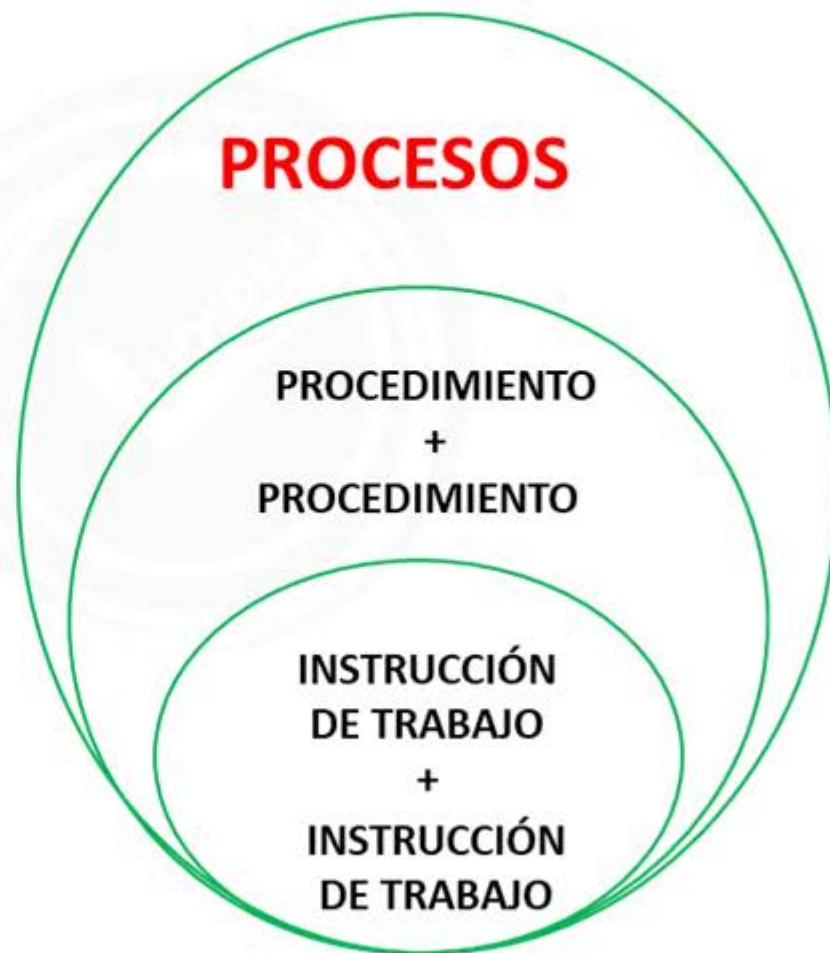 PROCESOS
PROCEDIMIENTO
+
PROCEDIMIENTO
INSTRUCCIÓN
DE TRABAJO
+
INSTRUCCIÓN
DE TRABAJO